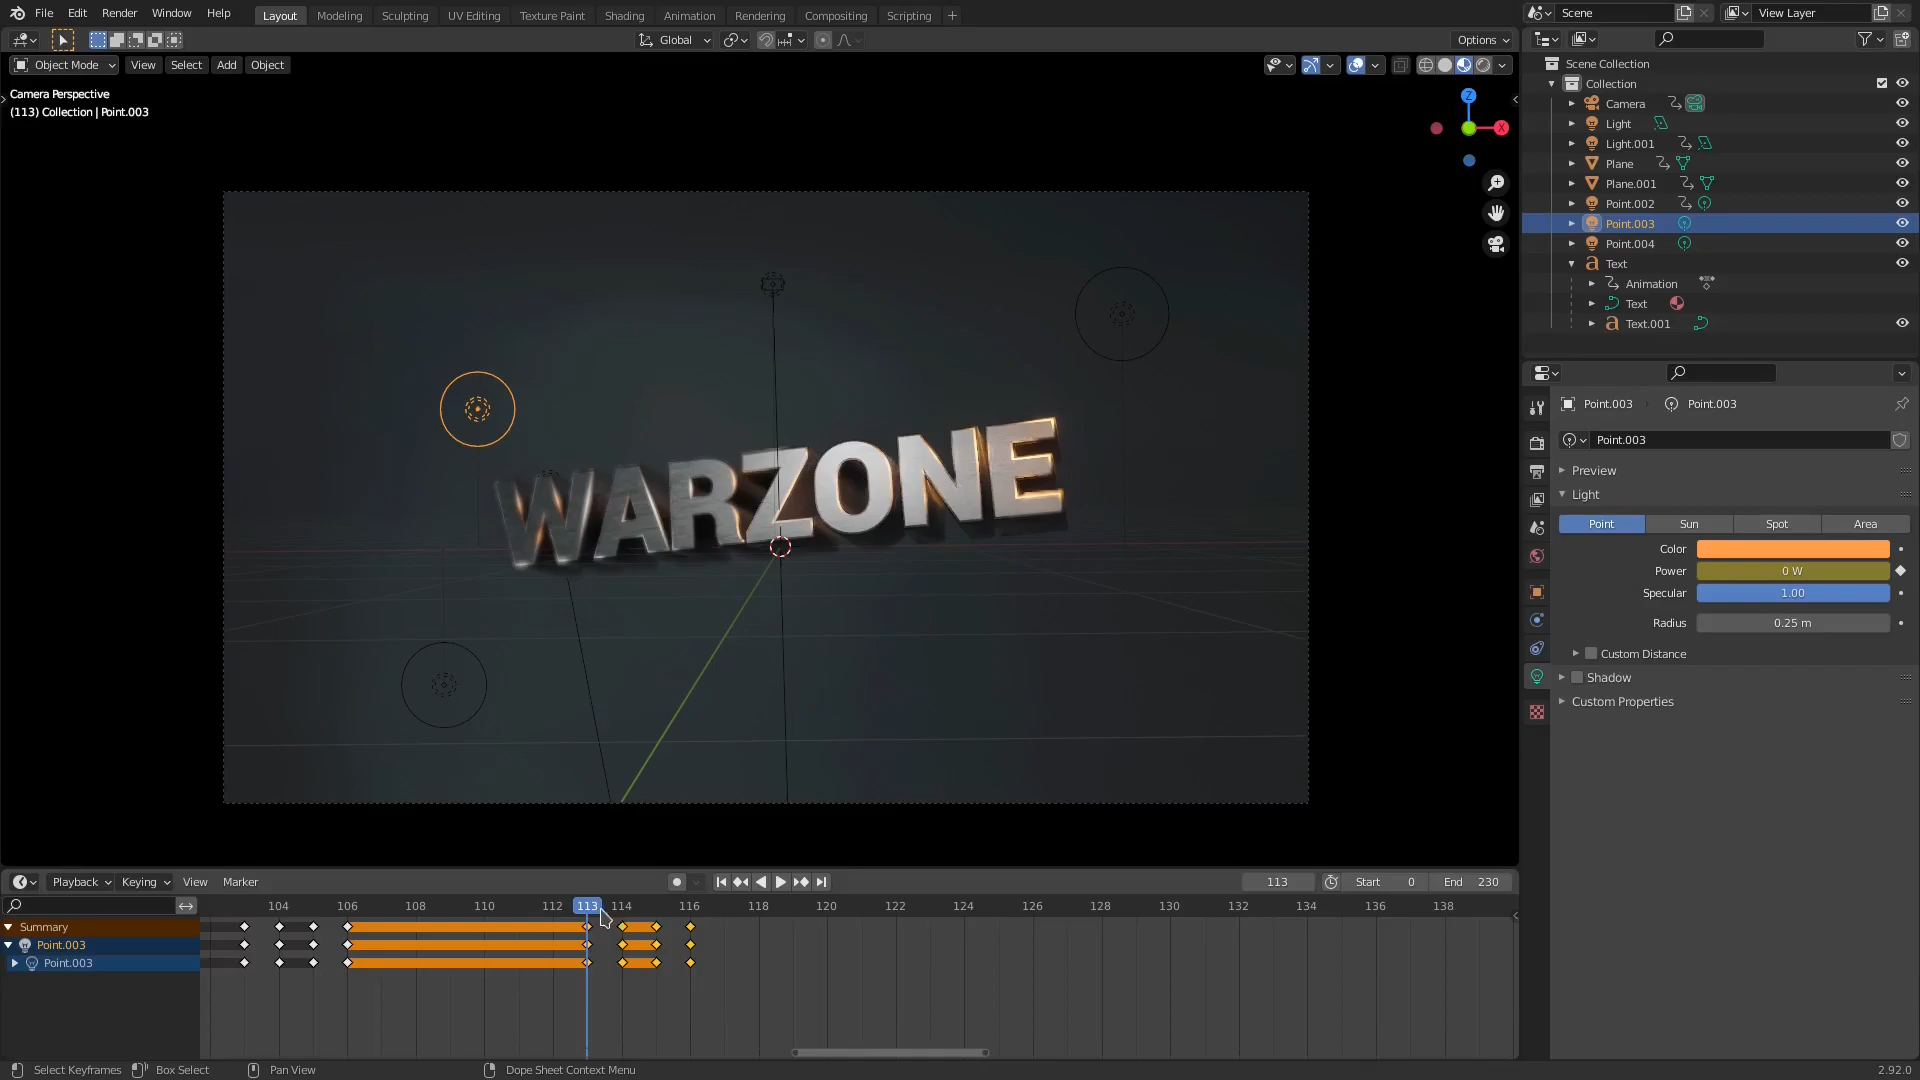 File Edit Render Window Help Layout Modeling Sculpting UV Editing Texture Paint Shading Animation Rendering Compositing Scripting + Scene View Layer
Global Options
Object Mode View Select Add Object
Camera Perspective
(113) Collection | Point.003
Z
X
WARZONE
Scene Collection
Collection
Camera
Light
Light.001
Plane
Plane.001
Point.002
Point.003
Point.004
Text
Animation
Text
Text.001
Point.003 Point.003
Point.003
Preview
Light
Point Sun Spot Area
Color
Power 0 W
Specular 1.00
Radius 0.25 m
Custom Distance
Shadow
Custom Properties
Playback Keying View Marker 113 Start 0 End 230
104 106 108 110 112 113 114 116 118 120 122 124 126 128 130 132 134 136 138
Summary
Point.003
Point.003
Select Keyframes Box Select Pan View Dope Sheet Context Menu 2.92.0